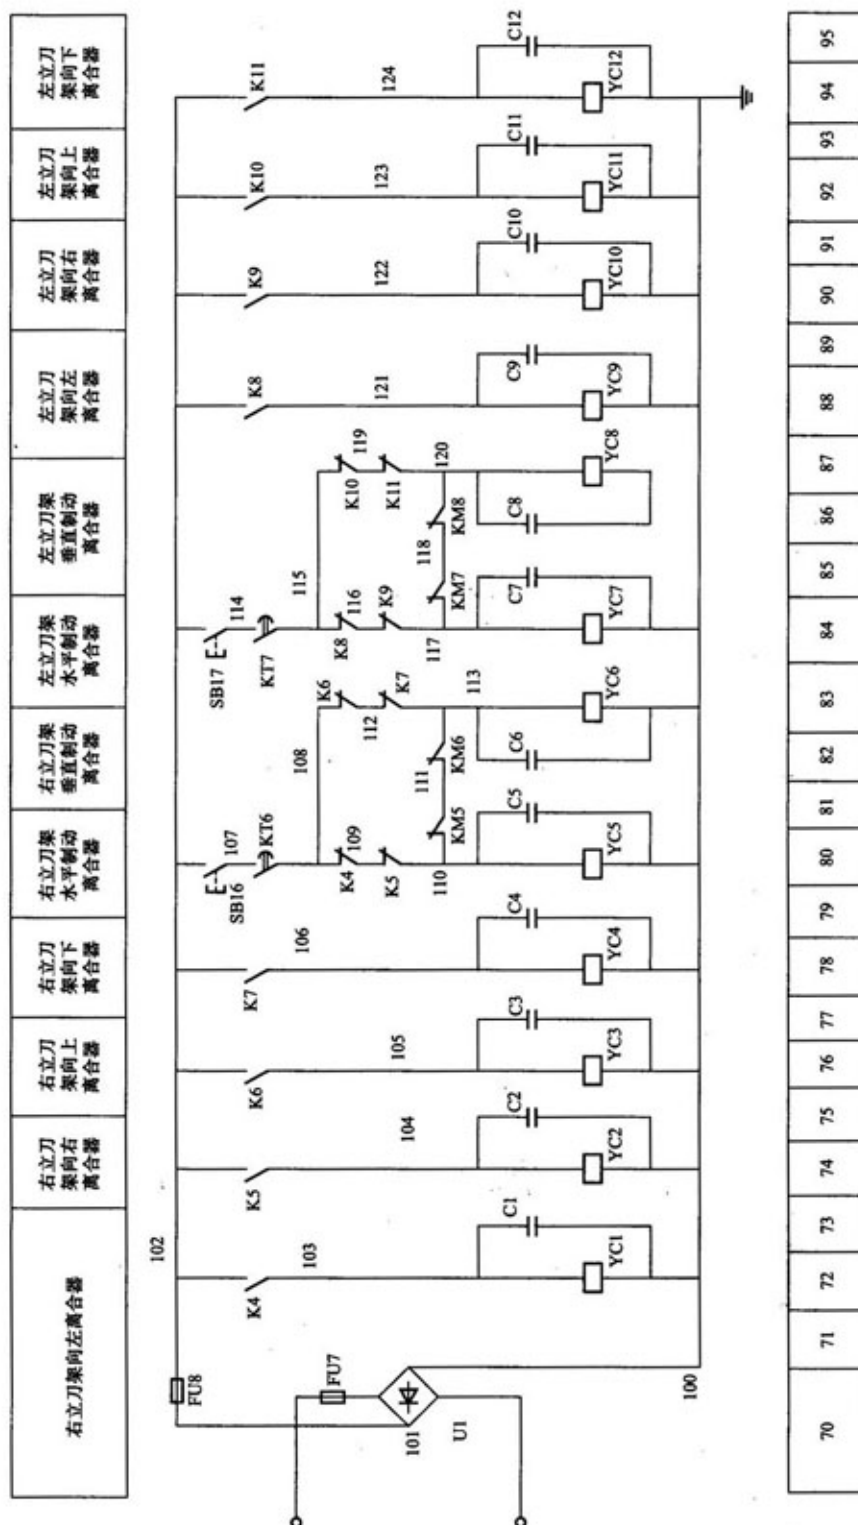 右立刀架向左离合器
右立刀
架向右
离合器
右立刀
架向上
离合器
右立刀
架向下
离合器
右立刀架
水平制动
离合器
右立刀架
垂直制动
离合器
左立刀架
水平制动
离合器
左立刀架
垂直制动
离合器
左立刀
架向左
离合器
左立刀
架向右
离合器
左立刀
架向上
离合器
左立刀
架向下
离合器
102
FU8
FU7
101
U1
100
K4
103
C1
YC1
K5
104
C2
YC2
K6
105
C3
YC3
K7
106
C4
YC4
SB16
107
KT6
108
K4
109
K5
110
KM5
111
KM6
C5
YC5
K6
112
K7
113
C6
YC6
SB17
114
KT7
115
K8
116
K9
117
KM7
118
KM8
C7
YC7
K10
119
K11
120
C8
YC8
K8
121
C9
YC9
K9
122
C10
YC10
K10
123
C11
YC11
K11
124
C12
YC12
70
71
72
73
74
75
76
77
78
79
80
81
82
83
84
85
86
87
88
89
90
91
92
93
94
95